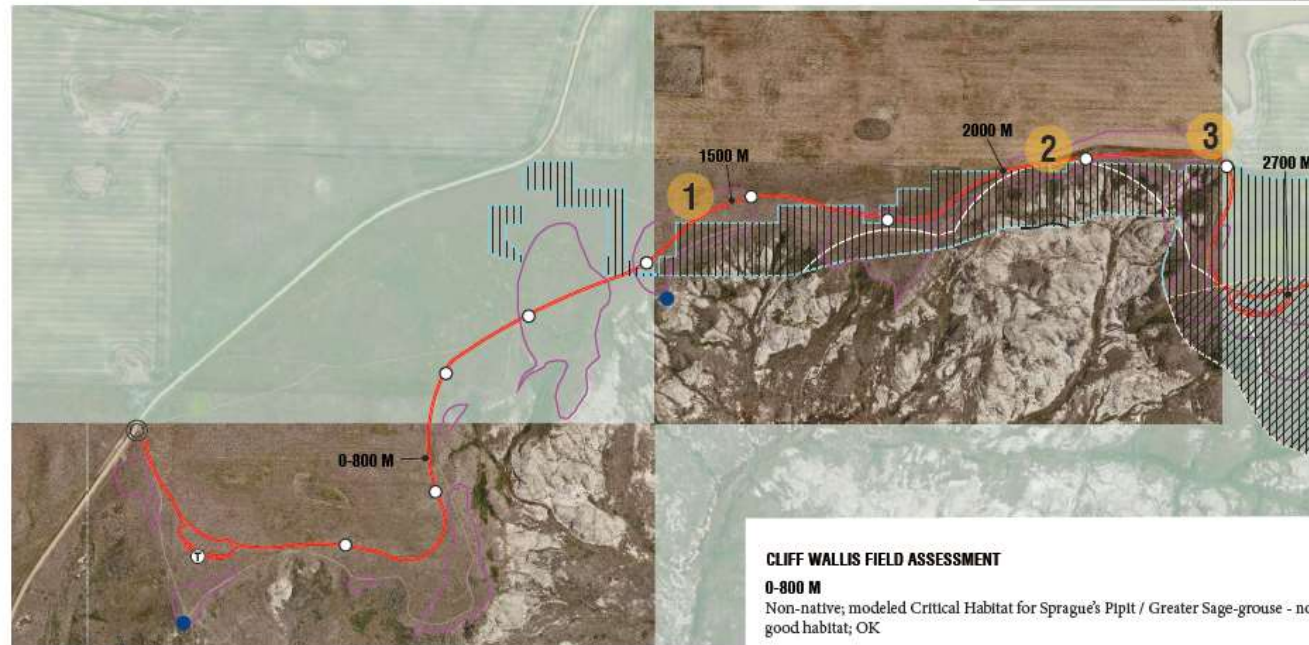 3
2000 M
2
1500 M
2700 M
1
0-800 M
T
CLIFF WALLIS FIELD ASSESSMENT
0-800 M
Non-native; modeled Critical Habitat for Sprague's Pipit / Greater Sage-grouse - no
good habitat; OK